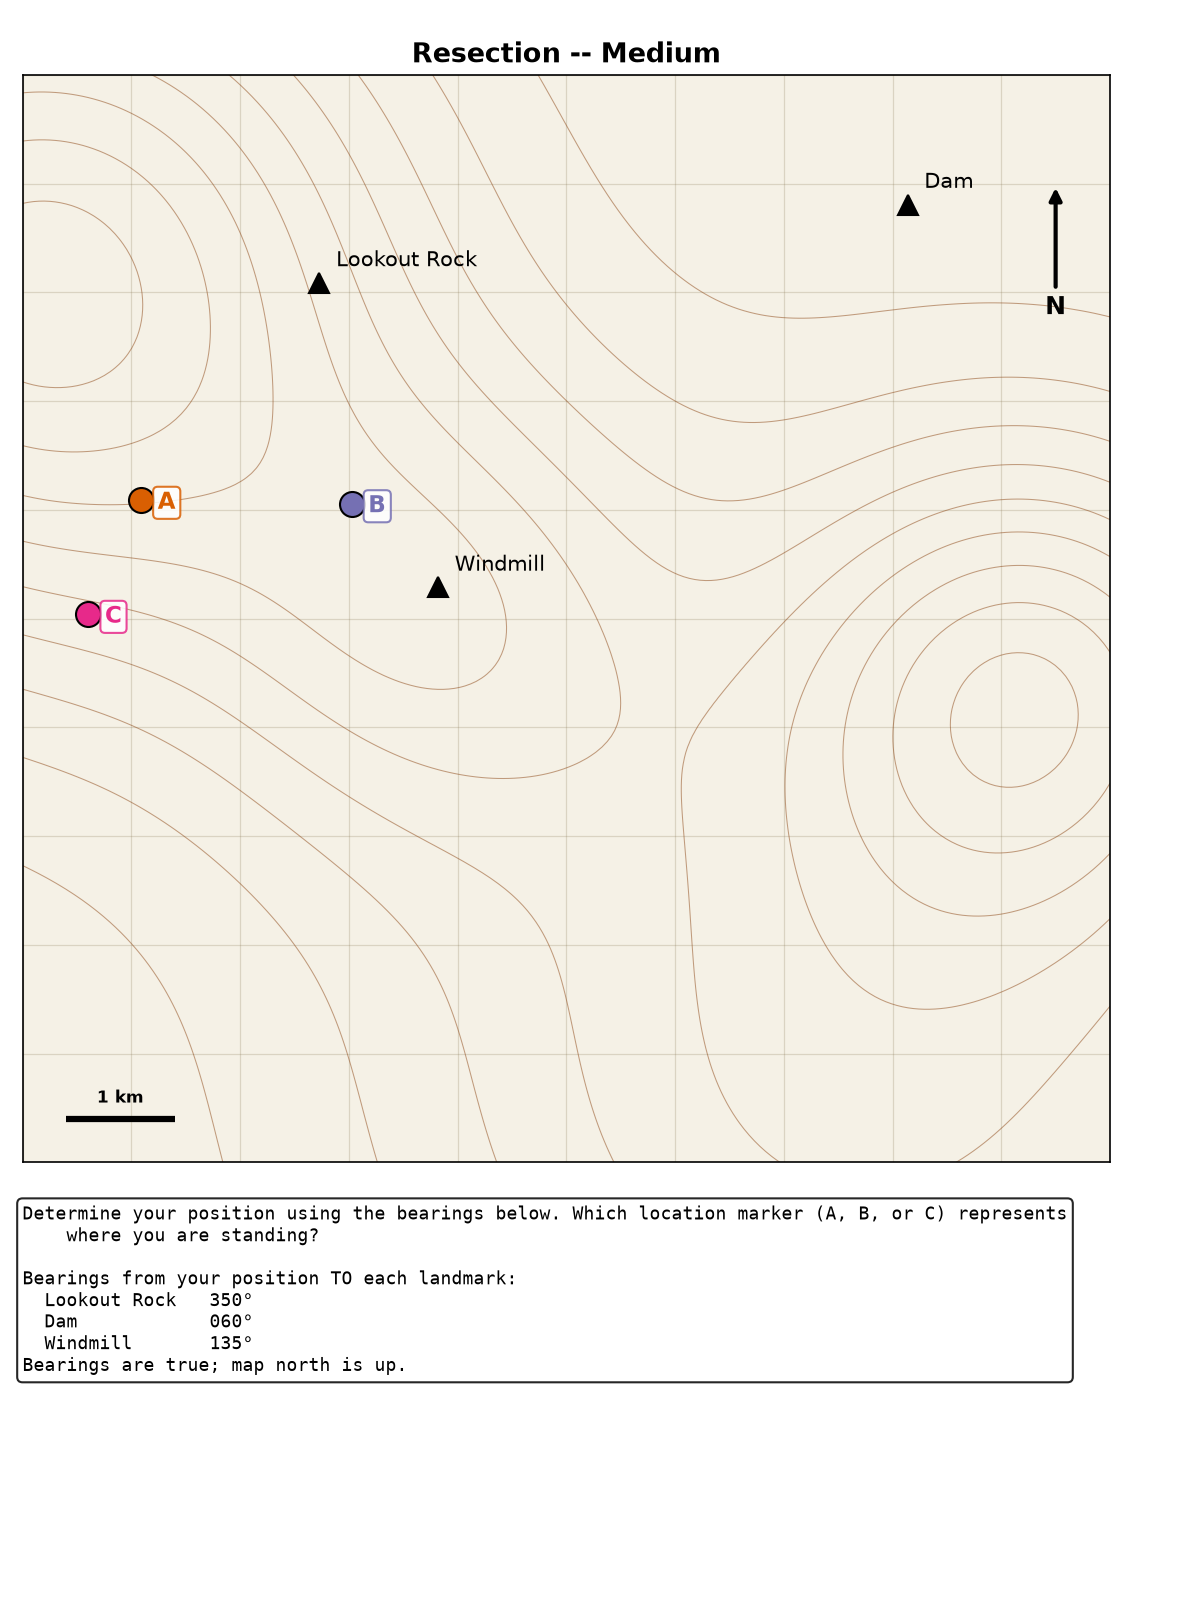 Resection -- Medium
Dam
Lookout Rock
N
A
B
Windmill
C
1 km
Determine your position using the bearings below. Which location marker (A, B, or C) represents
where you are standing?
Bearings from your position TO each landmark:
Lookout Rock   350°
Dam            060°
Windmill       135°
Bearings are true; map north is up.